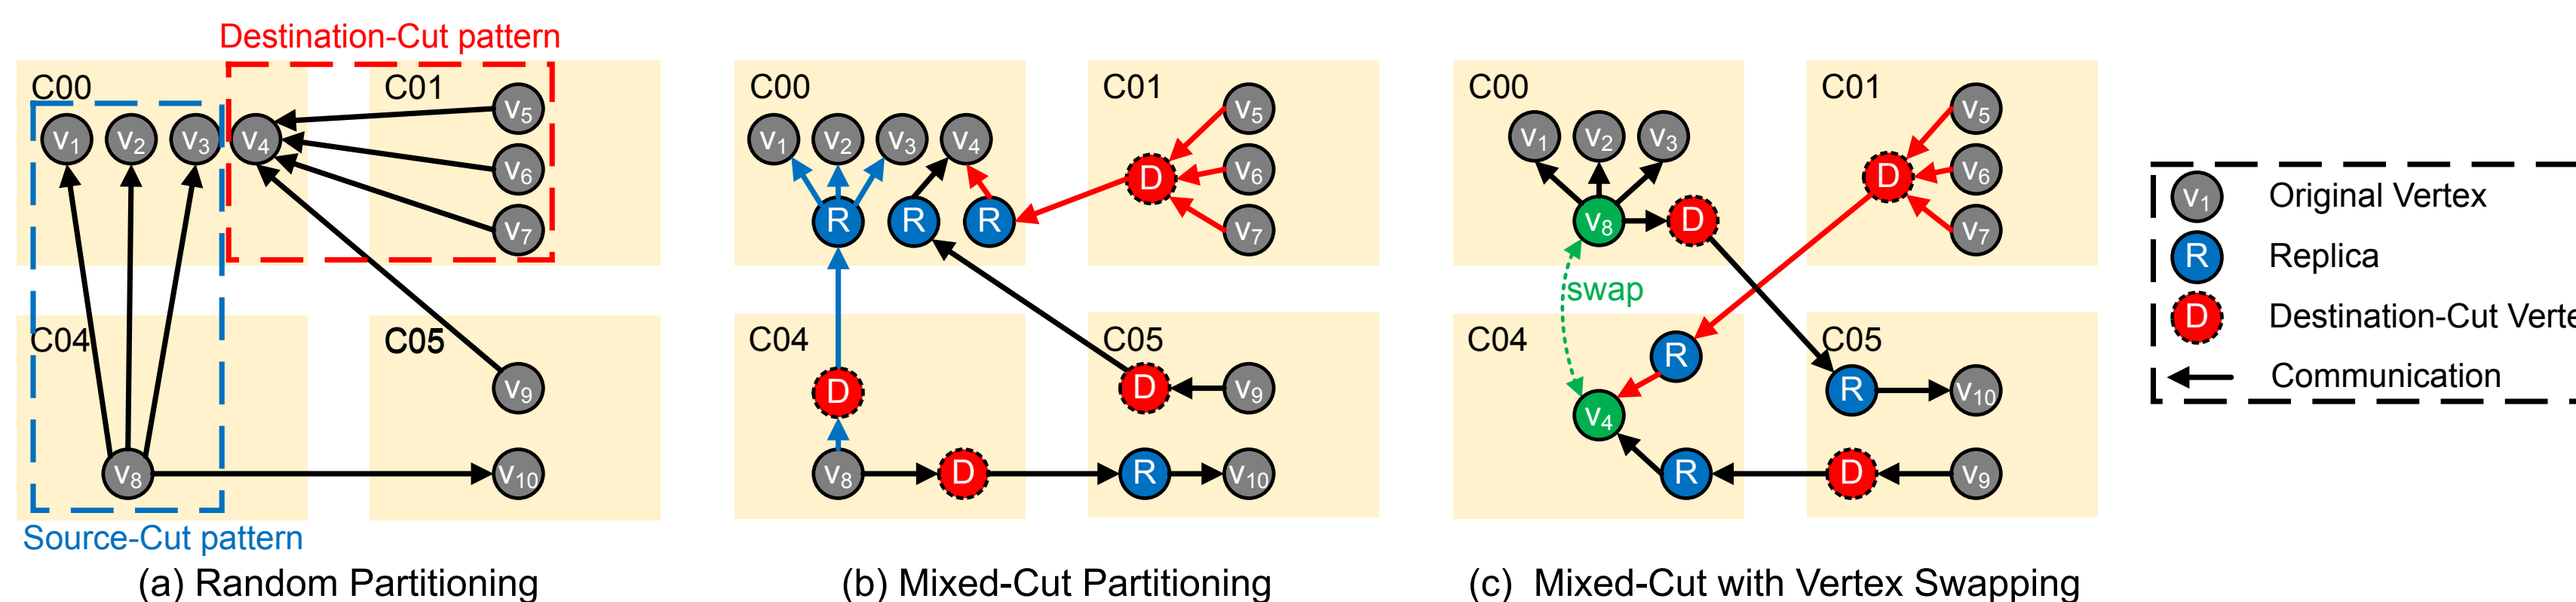 Destination-Cut pattern
C00
C01
v1
v2
v3
v4
v5
v6
v7
C04
C05
v8
v9
v10
Source-Cut pattern
(a) Random Partitioning
C00
C01
v1
v2
v3
v4
v5
R
R
R
D
v6
v7
C04
C05
D
D
v9
v8
D
R
v10
(b) Mixed-Cut Partitioning
C00
C01
v1
v2
v3
v5
v8
D
D
v6
v7
swap
C04
C05
R
R
v10
v4
R
D
v9
(c) Mixed-Cut with Vertex Swapping
v1 Original Vertex
R Replica
D Destination-Cut
Communication